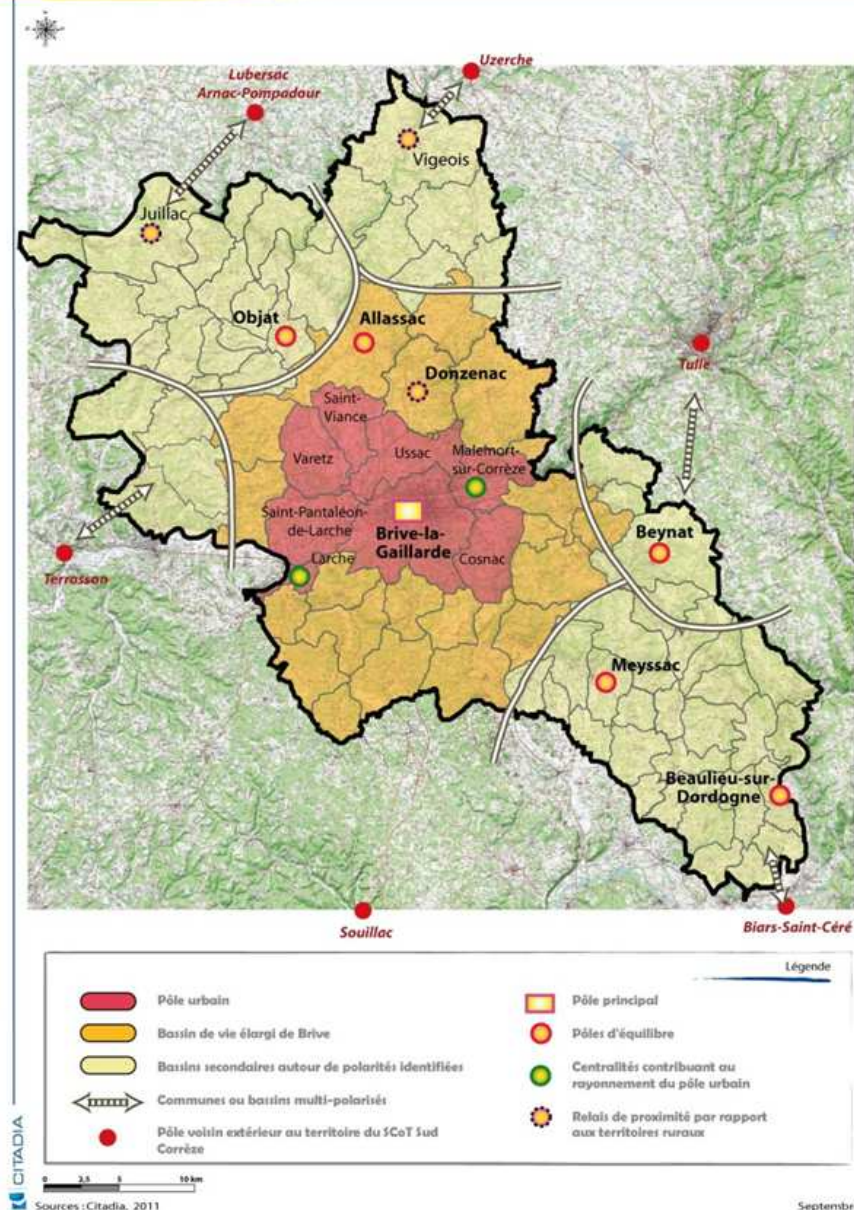 Uzerche
Lubersac
Arnac-Pompadour
Vigeois
Juillac
Objat
Allassac
Tulle
Donzenac
Saint-
Viance
Varetz
Ussac
Malemort-
sur-Corrèze
Saint-Pantaléon-
de-Larche
Brive-la-
Gaillarde
Beynat
Terrasson
Larche
Cosnac
Meyssac
Beaulieu-sur-
Dordogne
Souillac
Biars-Saint-Céré
Légende
Pôle urbain
Bassin de vie élargi de Brive
Bassins secondaires autour de polarités identifiées
Communes ou bassins multi-polarisés
Pôle voisin extérieur au territoire du SCoT Sud
Corrèze
Pôle principal
Pôles d'équilibre
Centralités contribuant au
rayonnement du pôle urbain
Relais de proximité par rapport
aux territoires ruraux
CITADIA
0 2,5 5 10 km
Sources : Citadia, 2011
Septembre